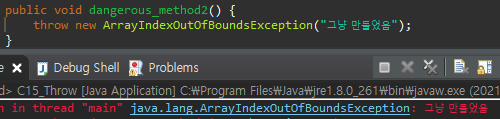 public void dangerous_method2() {
throw new ArrayIndexOutOfBoundsException("그냥 만들었음");
}
Debug Shell Problems
d> C15_Throw [Java Application] C:\Program Files\Java\jre1.8.0_261\bin\javaw.exe (2021
n in thread "main" java.lang.ArrayIndexOutOfBoundsException: 그냥 만들었음